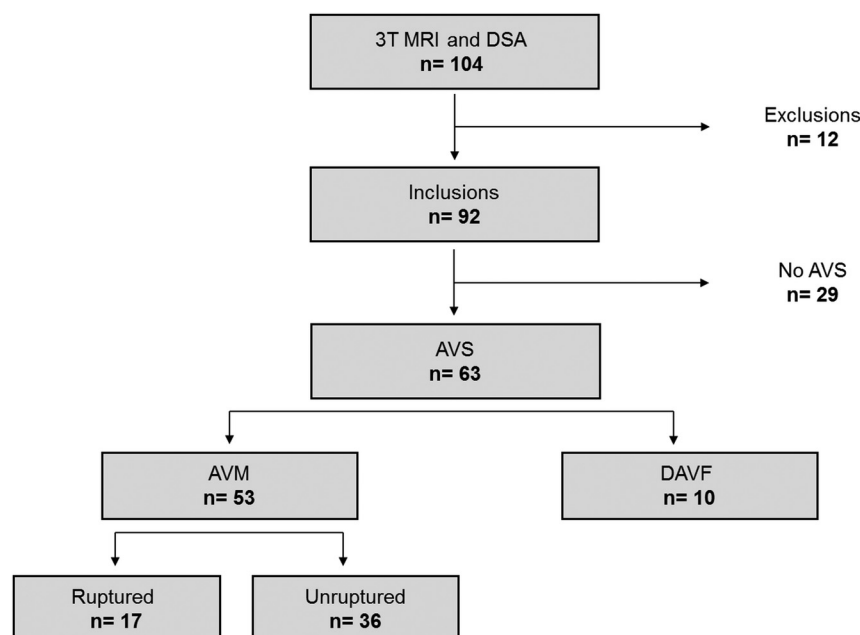 3T MRI and DSA
n= 104
Exclusions
n= 12
Inclusions
n= 92
No AVS
n= 29
AVS
n= 63
AVM
n= 53
DAVF
n= 10
Ruptured
n= 17
Unruptured
n= 36